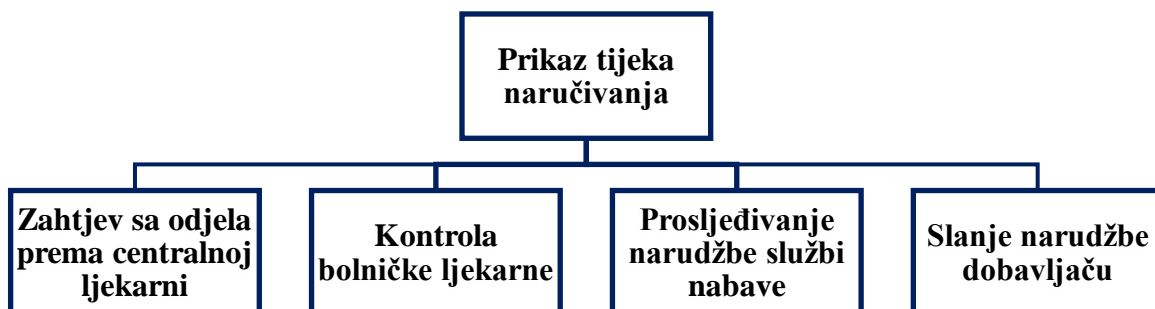 Prikaz tijeka
naručivanja
Zahtjev sa odjela
prema centralnoj
ljekarni
Kontrola
bolničke ljekarne
Prosljeđivanje
narudžbe službi
nabave
Slanje narudžbe
dobavljaču